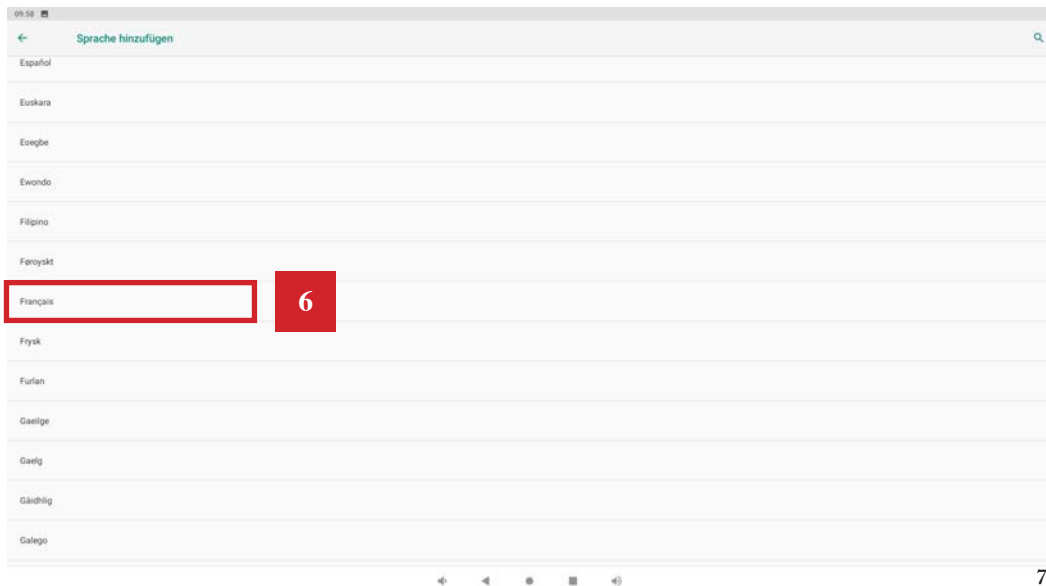 09:58
Sprache hinzufügen
Español
Euskara
Eʋegbe
Ewondo
Filipino
Føroyskt
Français
6
Frysk
Furlan
Gaeilge
Gaelg
Gàidhlig
Galego
7